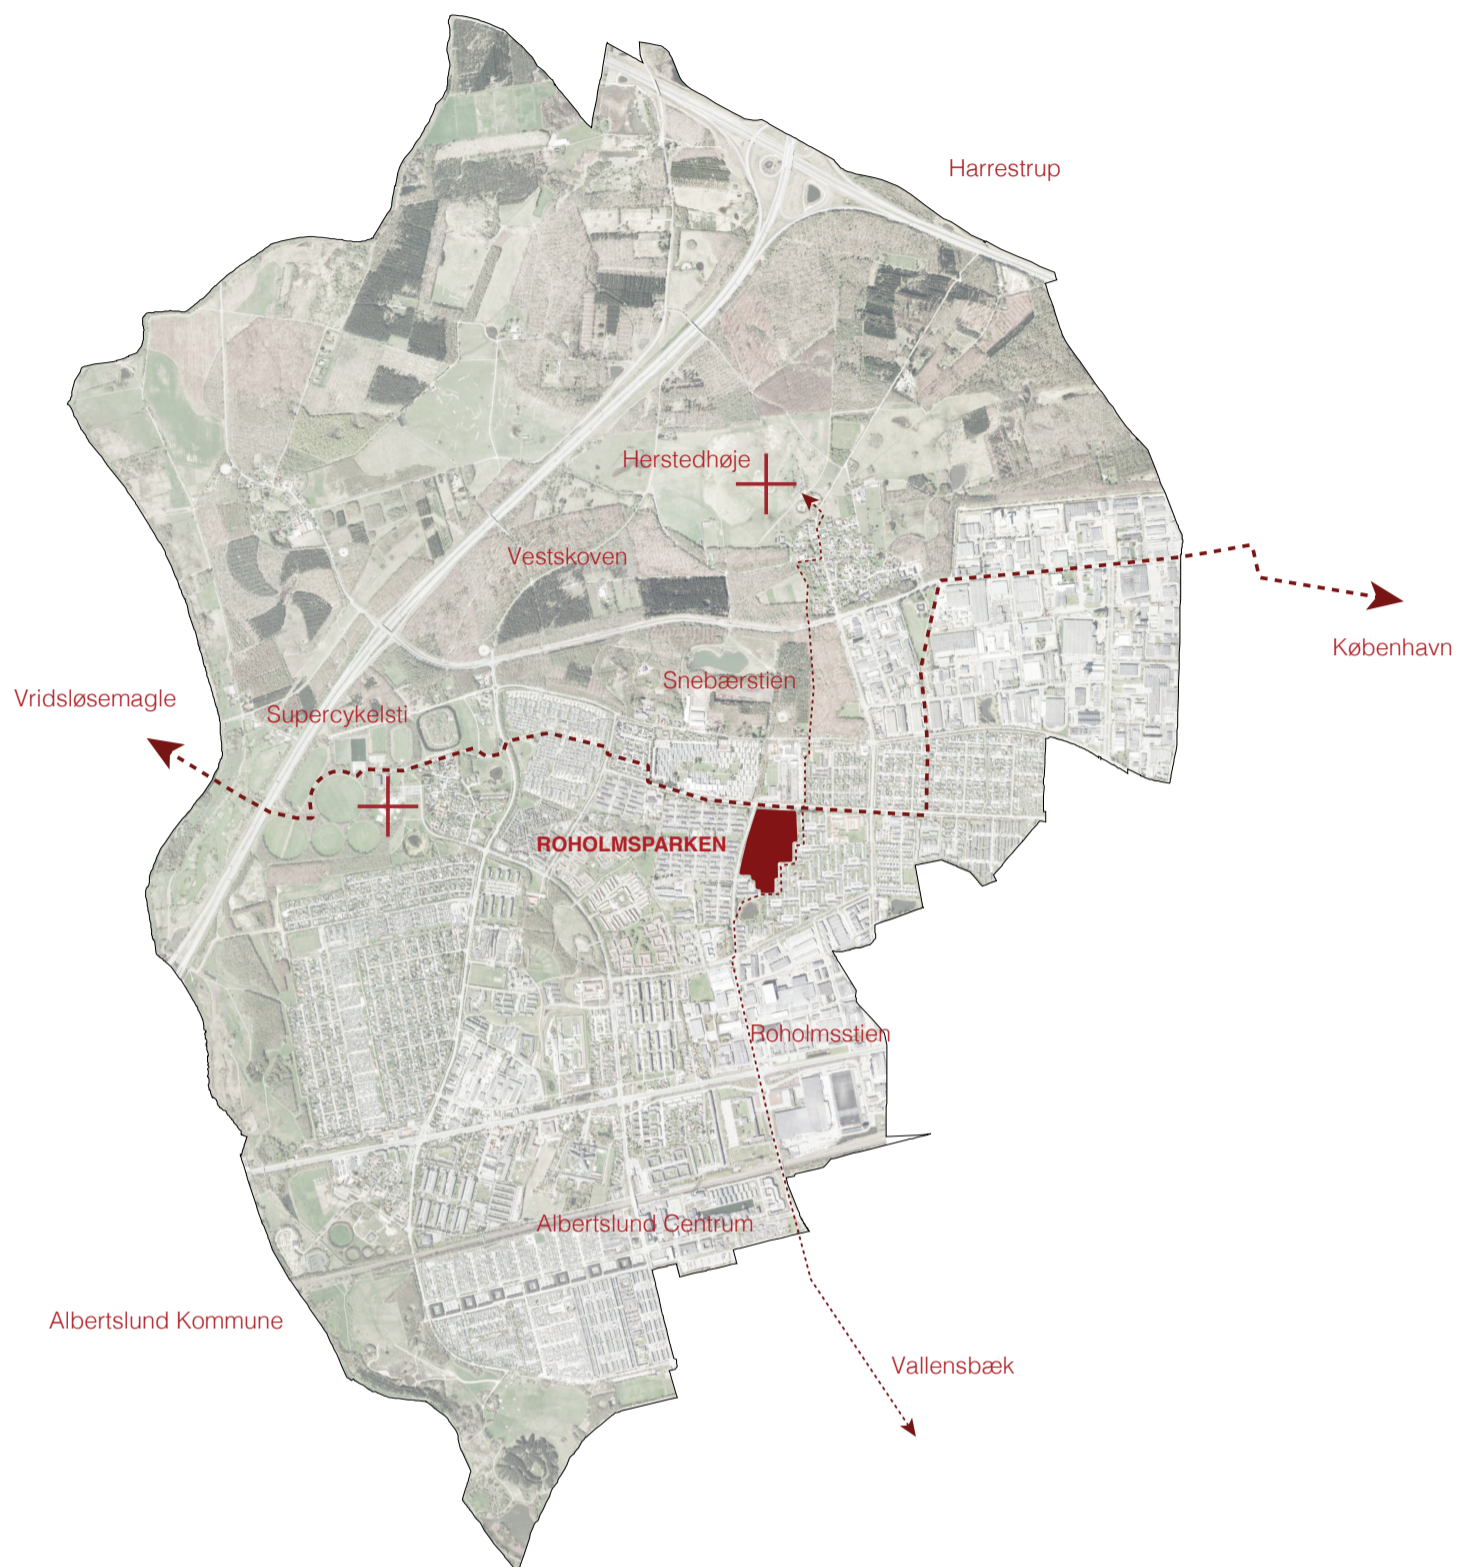 Harrestrup
Herstedhøje
Vestskoven
København
Snebærstien
Vridsløsemagle
Supercykelsti
ROHOLMSPARKEN
Roholmsstien
Albertslund Centrum
Albertslund Kommune
Vallensbæk